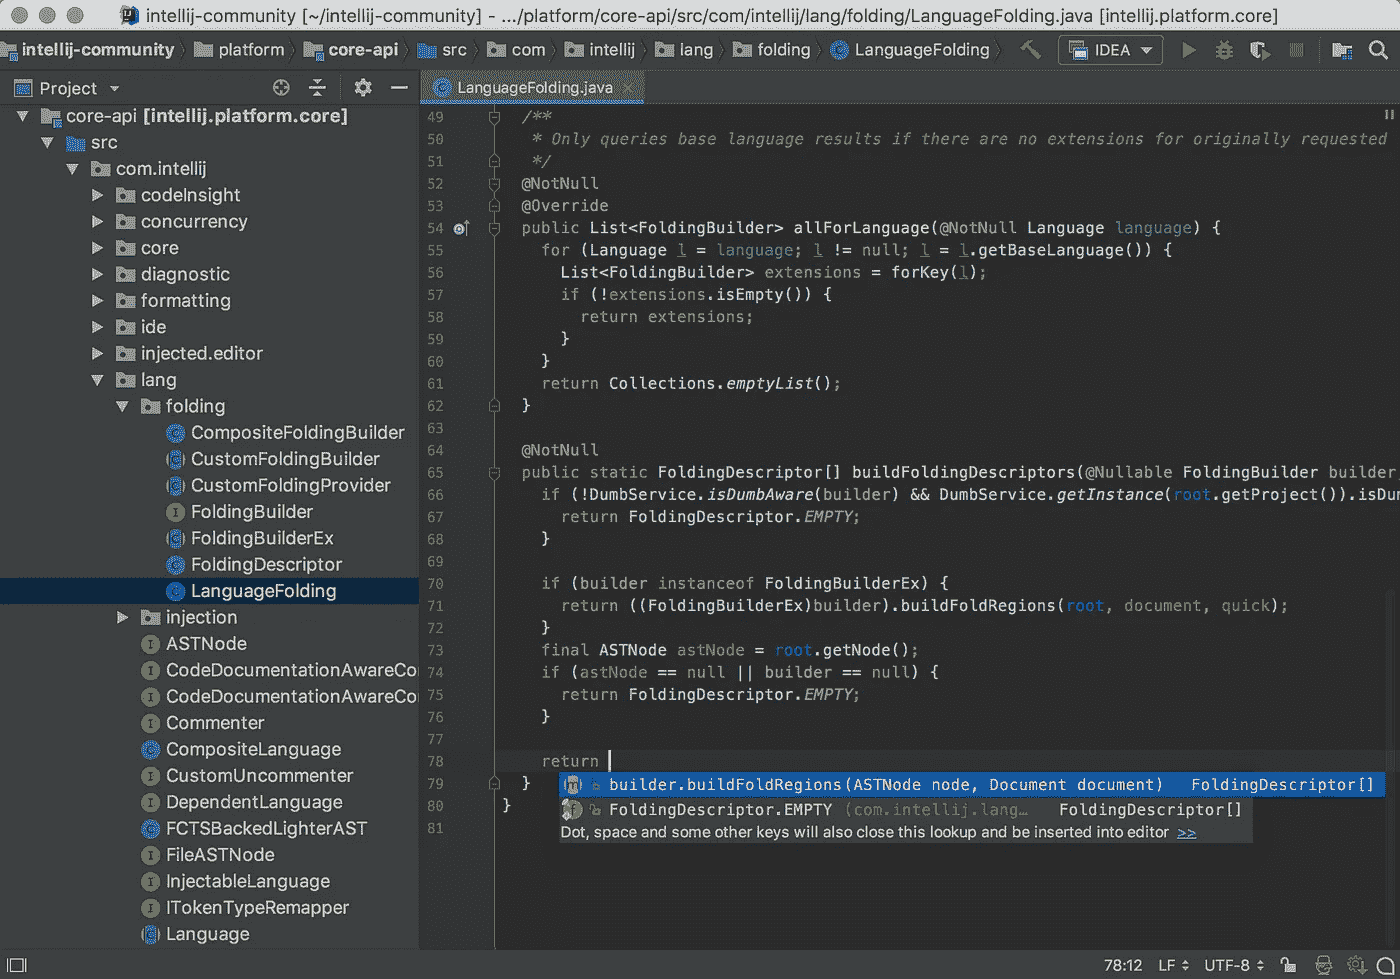 intellij-community [~/intellij-community] - .../platform/core-api/src/com/intellij/lang/folding/LanguageFolding.java [intellij.platform.core]
intellij-community platform core-api src com intellij lang folding LanguageFolding IDEA
Project
LanguageFolding.java
core-api [intellij.platform.core]
src
com.intellij
codeInsight
concurrency
core
diagnostic
formatting
ide
injected.editor
lang
folding
CompositeFoldingBuilder
CustomFoldingBuilder
CustomFoldingProvider
FoldingBuilder
FoldingBuilderEx
FoldingDescriptor
LanguageFolding
injection
ASTNode
CodeDocumentationAwareCo
CodeDocumentationAwareCo
Commenter
CompositeLanguage
CustomUncommenter
DependentLanguage
FCTSBackedLighterAST
FileASTNode
InjectableLanguage
ITokenTypeRemapper
Language
49 /**
50 * Only queries base language results if there are no extensions for originally requested
51 */
52 @NotNull
53 @Override
54 public List<FoldingBuilder> allForLanguage(@NotNull Language language) {
55 for (Language l = language; l != null; l = l.getBaseLanguage()) {
56 List<FoldingBuilder> extensions = forKey(l);
57 if (!extensions.isEmpty()) {
58 return extensions;
59 }
60 }
61 return Collections.emptyList();
62 }
63
64 @NotNull
65 public static FoldingDescriptor[] buildFoldingDescriptors(@Nullable FoldingBuilder builder
66 if (!DumbService.isDumbAware(builder) && DumbService.getInstance(root.getProject()).isDum
67 return FoldingDescriptor.EMPTY;
68 }
69
70 if (builder instanceof FoldingBuilderEx) {
71 return ((FoldingBuilderEx)builder).buildFoldRegions(root, document, quick);
72 }
73 final ASTNode astNode = root.getNode();
74 if (astNode == null || builder == null) {
75 return FoldingDescriptor.EMPTY;
76 }
77
78 return
79 }
80 }
81
builder.buildFoldRegions(ASTNode node, Document document) FoldingDescriptor[]
FoldingDescriptor.EMPTY (com.intellij.lang… FoldingDescriptor[]
Dot, space and some other keys will also close this lookup and be inserted into editor >>
78:12 LF UTF-8